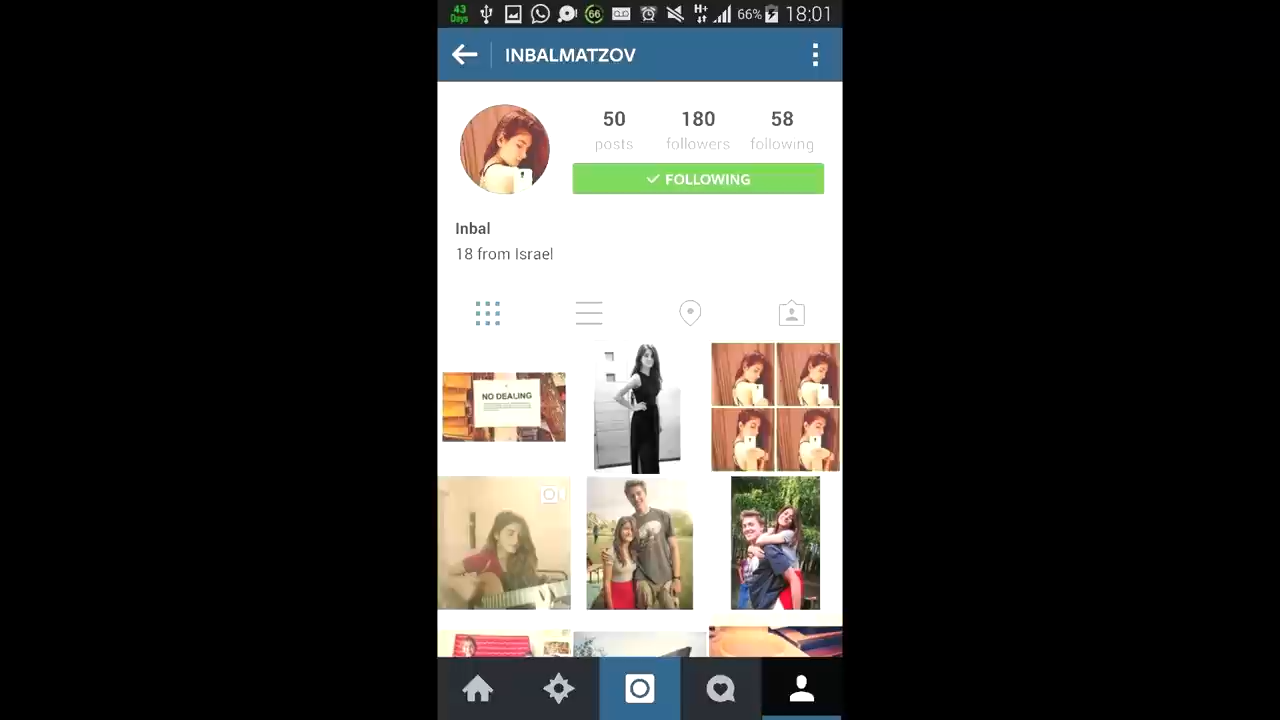 43
Days
66
H+
66%
18:01
INBALMATZOV
50
180
58
posts
followers
following
FOLLOWING
Inbal
18 from Israel
NO DEALING